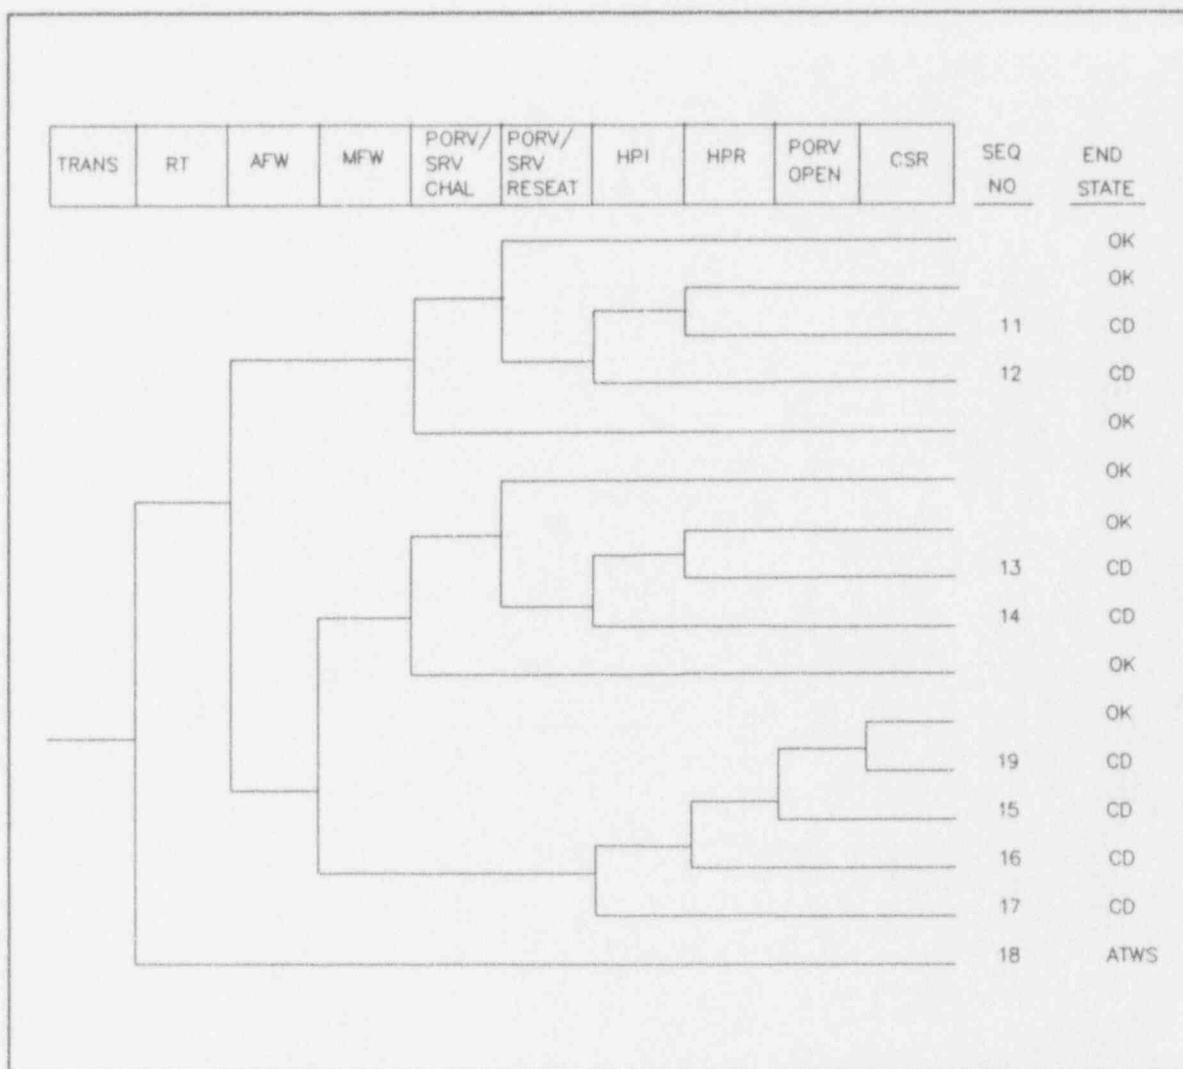 TRANS RT AFW MFW PORV/ SRV CHAL PORV/ SRV RESEAT HPI HPR PORV OPEN CSR SEQ NO END STATE
OK
OK
11 CD
12 CD
OK
OK
OK
13 CD
14 CD
OK
OK
19 CD
15 CD
16 CD
17 CD
18 ATWS